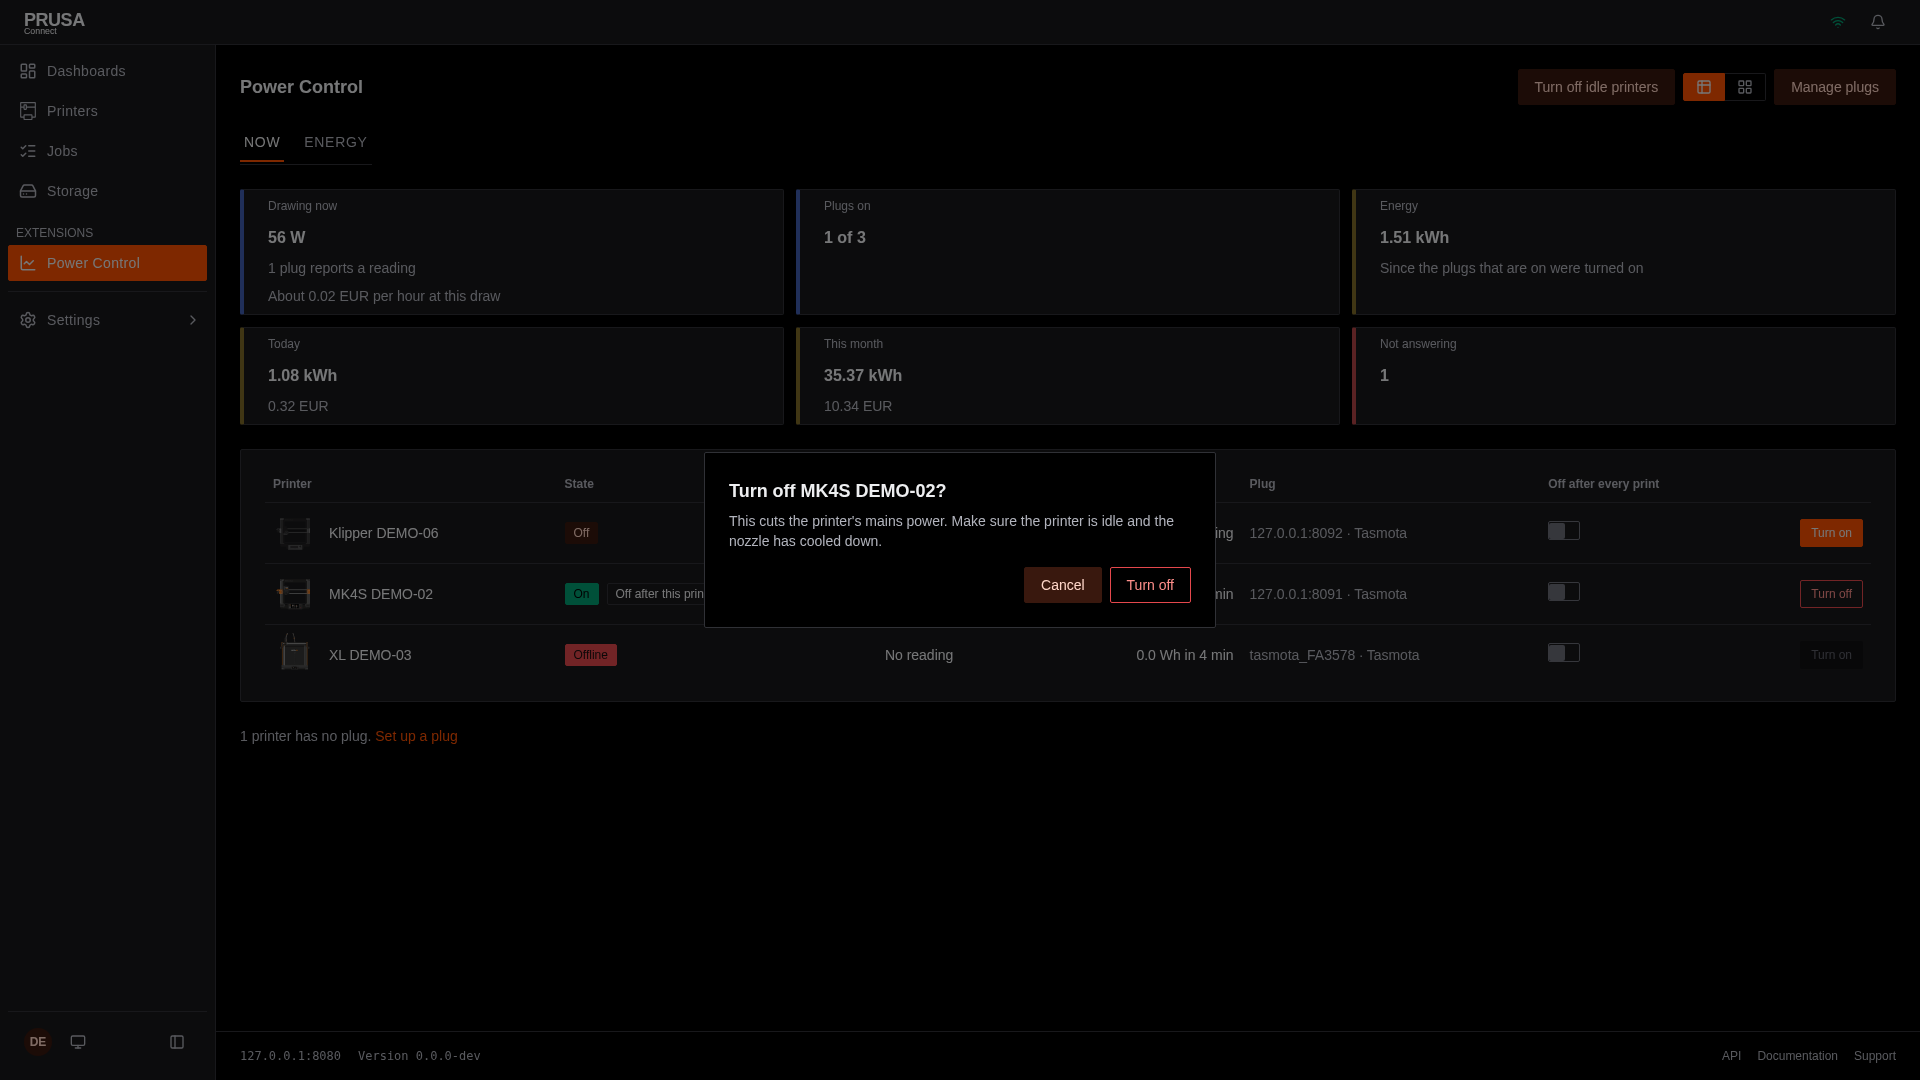 PRUSA
Connect
Dashboards
Printers
Jobs
Storage
EXTENSIONS
Power Control
Settings
DE
Power Control
Turn off idle printers
Manage plugs
NOW
ENERGY
Drawing now
56 W
1 plug reports a reading
About 0.02 EUR per hour at this draw
Plugs on
1 of 3
Energy
1.51 kWh
Since the plugs that are on were turned on
Today
1.08 kWh
0.32 EUR
This month
35.37 kWh
10.34 EUR
Not answering
1
Printer State Plug Off after every print
Klipper DEMO-06 Off 127.0.0.1:8092 · Tasmota Turn on
MK4S DEMO-02 On Off after this min 127.0.0.1:8091 · Tasmota Turn off
XL DEMO-03 Offline No reading 0.0 Wh in 4 min tasmota_FA3578 · Tasmota Turn on
Turn off MK4S DEMO-02?
This cuts the printer's mains power. Make sure the printer is idle and the
nozzle has cooled down.
Cancel
Turn off
1 printer has no plug. Set up a plug
127.0.0.1:8080 Version 0.0.0-dev
API Documentation Support